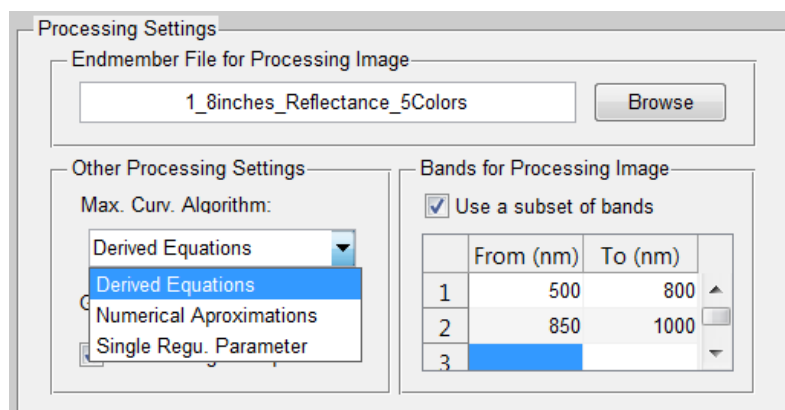 Processing Settings
Endmember File for Processing Image
1_8inches_Reflectance_5Colors
Browse
Other Processing Settings
Max. Curv. Algorithm:
Derived Equations
Derived Equations
Numerical Aproximations
Single Regu. Parameter
Bands for Processing Image
Use a subset of bands
From (nm) To (nm)
1 500 800
2 850 1000
3